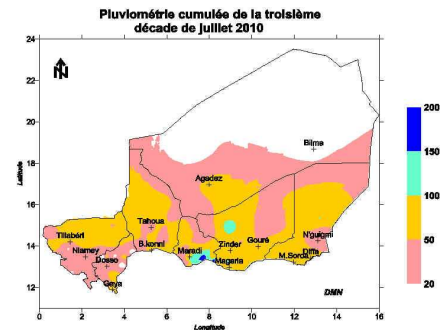 Pluviométrie cumulée de la troisième
décade de juillet 2010
24
22
20
18
16
14
12
Latitude
N
Bilma
Agadez
Tahoua
Tillabéri
Niamey
Dosso
B.konni
Maradi
Zinder
Gouré
N'guigmi
Diffa
M.Soroa
Magaria
Gaya
DMN
0 2 4 6 8 10 12 14 16
Longitude
200
150
100
50
20